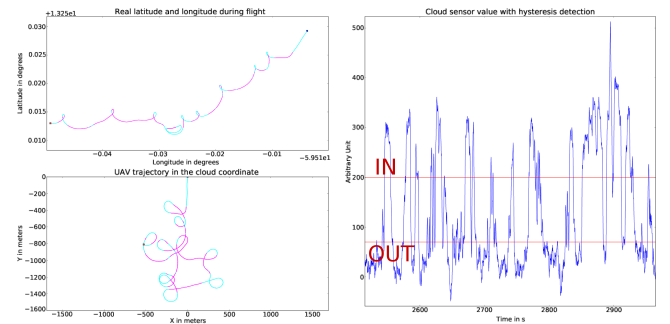 Real latitude and longitude during flight
+1.325e1
0.030
0.025
0.020
0.015
0.010
Latitude in degrees
−0.04 −0.03 −0.02 −0.01
−5.951e1
Longitude in degrees
UAV trajectory in the cloud coordinate
0
−200
−400
−600
−800
−1000
−1200
−1400
−1600
Y in meters
−1500 −1000 −500 0 500 1000 1500
X in meters
Cloud sensor value with hysteresis detection
500
400
300
200
100
0
Arbitrary Unit
IN
OUT
2600 2700 2800 2900
Time in s